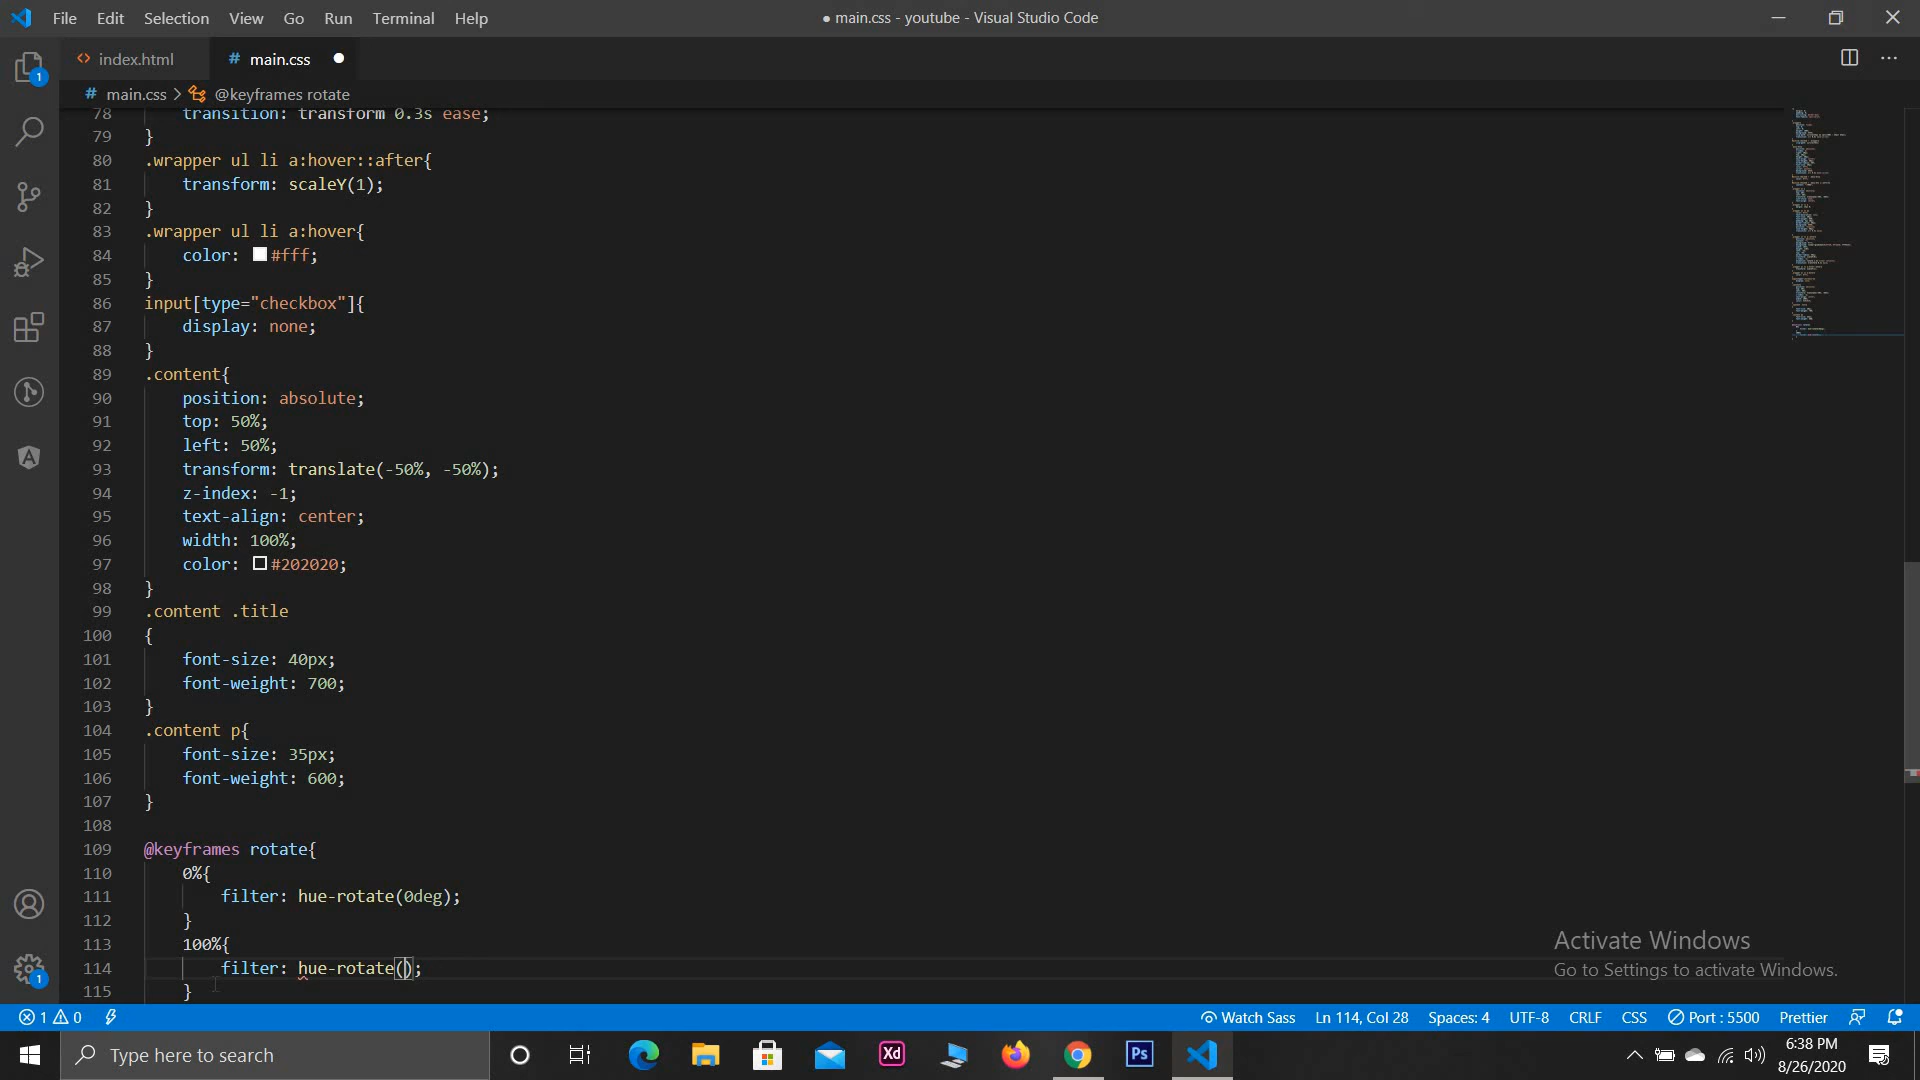 File Edit Selection View Go Run Terminal Help
● main.css - youtube - Visual Studio Code
<> index.html
# main.css ●
# main.css > @keyframes rotate
78 transition: transform 0.3s ease;
79 }
80 .wrapper ul li a:hover::after{
81 transform: scaleY(1);
82 }
83 .wrapper ul li a:hover{
84 color: #fff;
85 }
86 input[type="checkbox"]{
87 display: none;
88 }
89 .content{
90 position: absolute;
91 top: 50%;
92 left: 50%;
93 transform: translate(-50%, -50%);
94 z-index: -1;
95 text-align: center;
96 width: 100%;
97 color: #202020;
98 }
99 .content .title
100 {
101 font-size: 40px;
102 font-weight: 700;
103 }
104 .content p{
105 font-size: 35px;
106 font-weight: 600;
107 }
108
109 @keyframes rotate{
110 0%{
111 filter: hue-rotate(0deg);
112 }
113 100%{
114 filter: hue-rotate();
115 }
1
1
1
Activate Windows
Go to Settings to activate Windows.
1 0 Watch Sass Ln 114, Col 28 Spaces: 4 UTF-8 CRLF CSS Port : 5500 Prettier
Type here to search
Xd
Ps
6:38 PM
8/26/2020